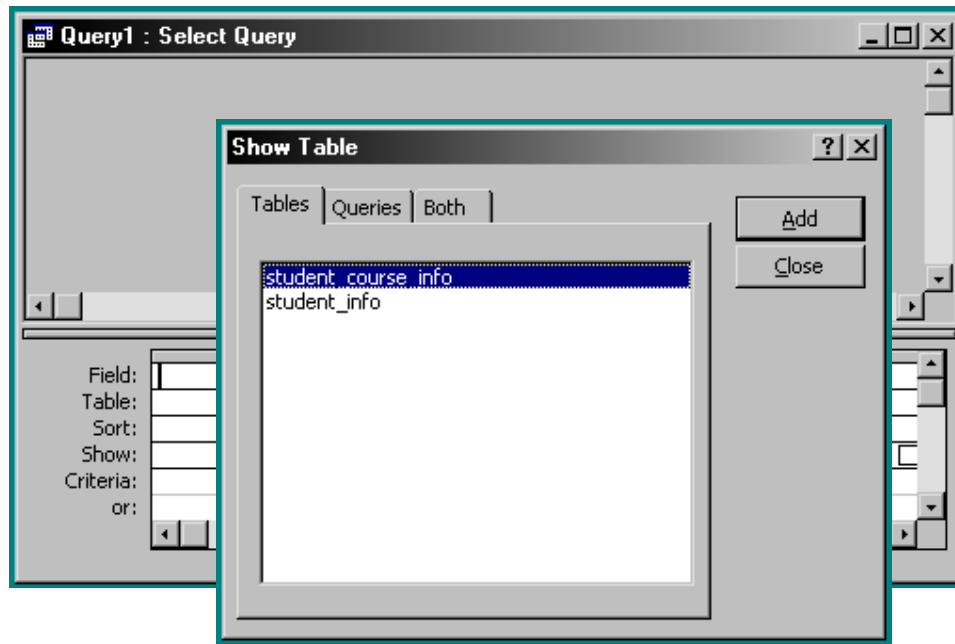 Query1 : Select Query
Show Table
Tables Queries Both
Add
Close
student_course_info
student_info
Field:
Table:
Sort:
Show:
Criteria:
or: